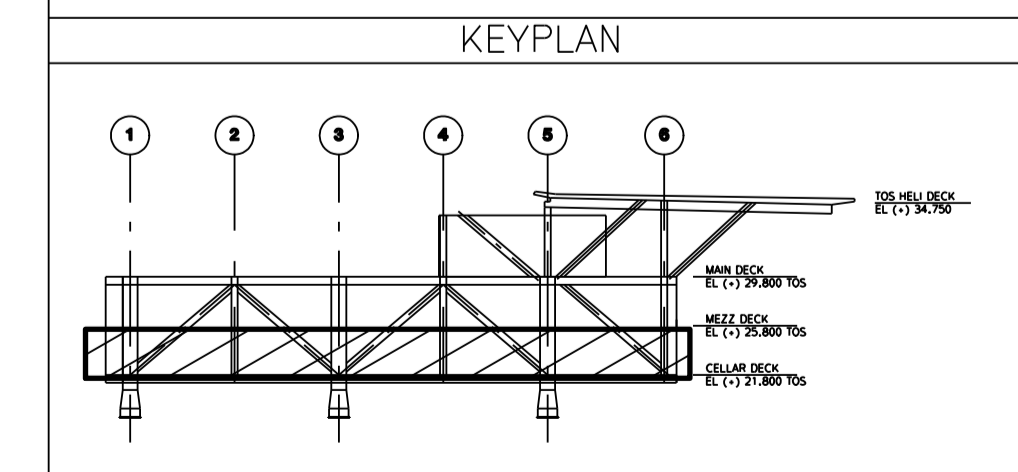 KEYPLAN
1 2 3 4 5 6
TOS HELI DECK
EL (+) 34.750
MAIN DECK
EL (+) 29.800 TOS
MEZZ DECK
EL (+) 25.800 TOS
CELLAR DECK
EL (+) 21.800 TOS